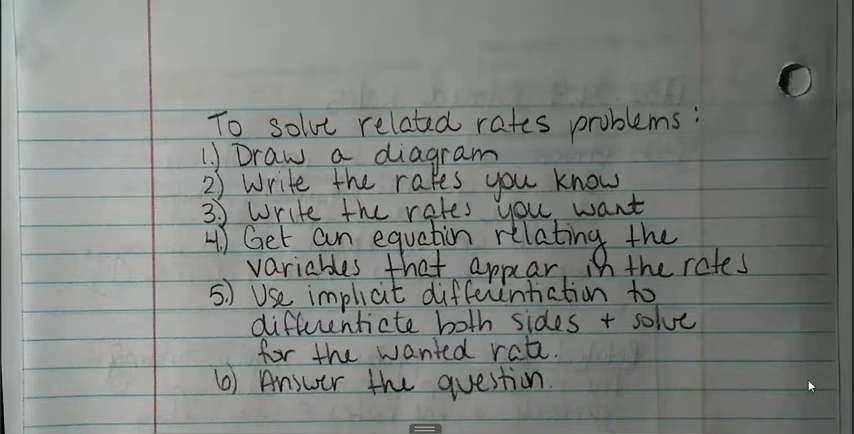 To solve related rates problems:
1.) Draw a diagram
2) Write the rates you know
3.) Write the rates you want
4.) Get an equation relating the
variables that appear in the rates
5.) Use implicit differentiation to
differentiate both sides + solve
for the wanted rate.
6) Answer the question.